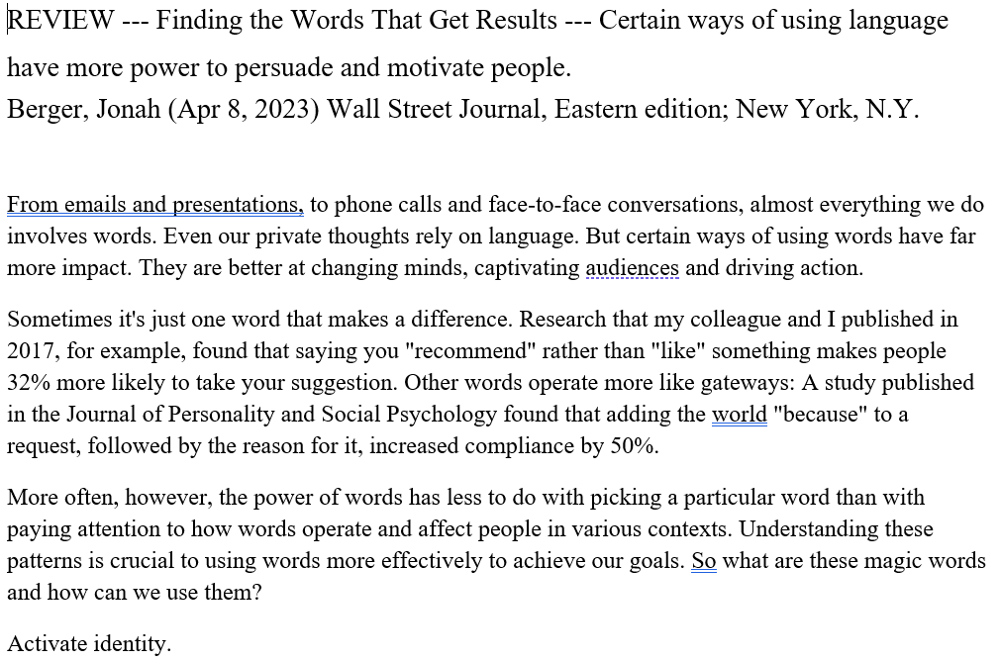 REVIEW --- Finding the Words That Get Results --- Certain ways of using language
have more power to persuade and motivate people.
Berger, Jonah (Apr 8, 2023) Wall Street Journal, Eastern edition; New York, N.Y.
From emails and presentations, to phone calls and face-to-face conversations, almost everything we do
involves words. Even our private thoughts rely on language. But certain ways of using words have far
more impact. They are better at changing minds, captivating audiences and driving action.
Sometimes it's just one word that makes a difference. Research that my colleague and I published in
2017, for example, found that saying you "recommend" rather than "like" something makes people
32% more likely to take your suggestion. Other words operate more like gateways: A study published
in the Journal of Personality and Social Psychology found that adding the world "because" to a
request, followed by the reason for it, increased compliance by 50%.
More often, however, the power of words has less to do with picking a particular word than with
paying attention to how words operate and affect people in various contexts. Understanding these
patterns is crucial to using words more effectively to achieve our goals. So what are these magic words
and how can we use them?
Activate identity.